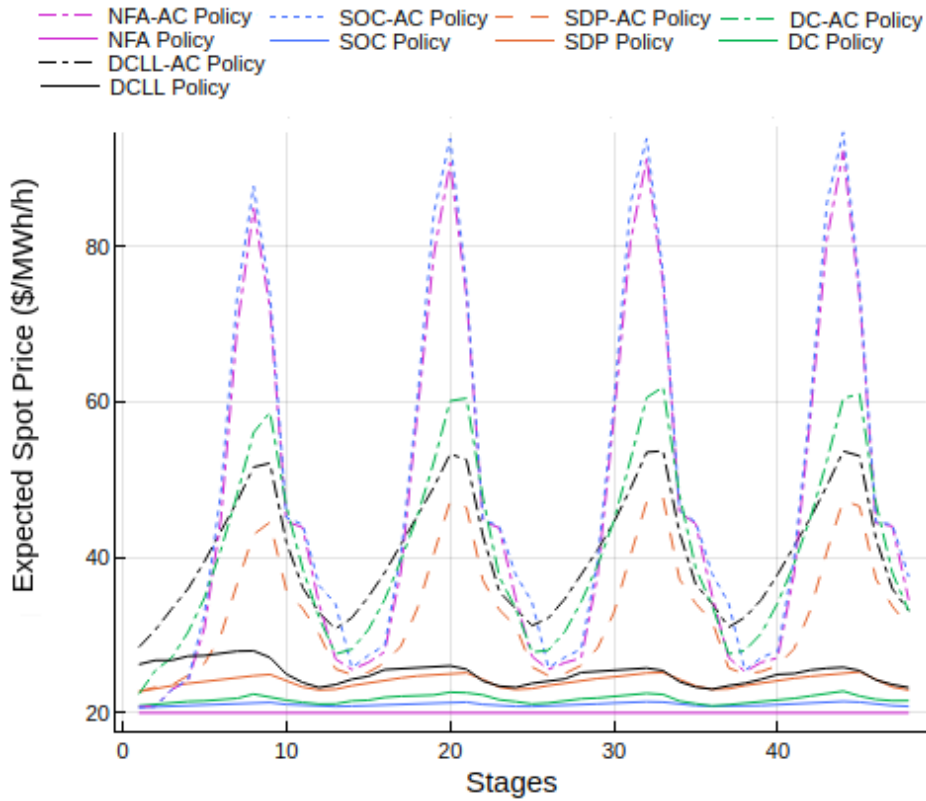 NFA-AC Policy SOC-AC Policy SDP-AC Policy DC-AC Policy
NFA Policy SOC Policy SDP Policy DC Policy
DCLL-AC Policy
DCLL Policy
Expected Spot Price ($/MWh/h)
80
60
40
20
0 10 20 30 40
Stages